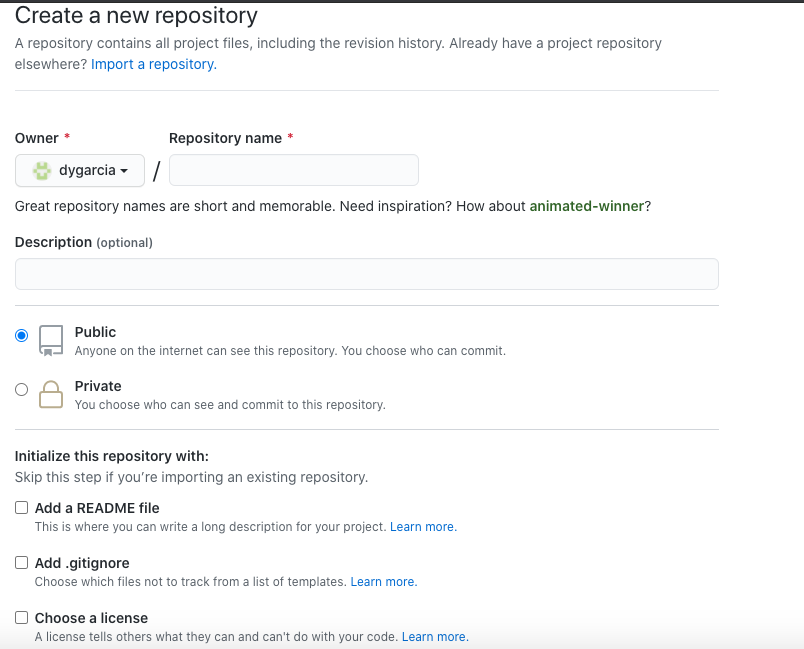 Create a new repository
A repository contains all project files, including the revision history. Already have a project repository
elsewhere? Import a repository.
Owner * Repository name *
dygarcia /
Great repository names are short and memorable. Need inspiration? How about animated-winner?
Description (optional)
Public
Anyone on the internet can see this repository. You choose who can commit.
Private
You choose who can see and commit to this repository.
Initialize this repository with:
Skip this step if you’re importing an existing repository.
Add a README file
This is where you can write a long description for your project. Learn more.
Add .gitignore
Choose which files not to track from a list of templates. Learn more.
Choose a license
A license tells others what they can and can't do with your code. Learn more.